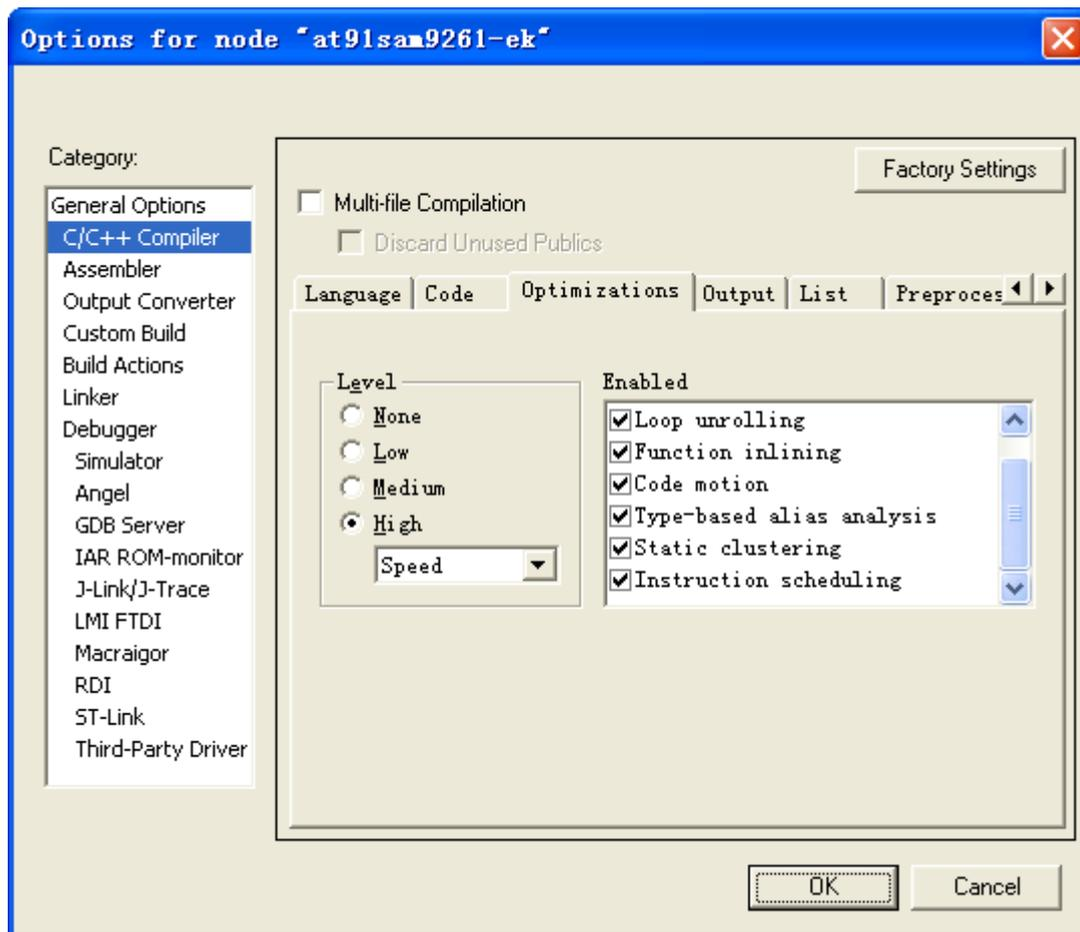 Options for node "at91sam9261-ek"
Category:
General Options
C/C++ Compiler
Assembler
Output Converter
Custom Build
Build Actions
Linker
Debugger
Simulator
Angel
GDB Server
IAR ROM-monitor
J-Link/J-Trace
LMI FTDI
Macraigor
RDI
ST-Link
Third-Party Driver
Factory Settings
Multi-file Compilation
Discard Unused Publics
Language Code Optimizations Output List Preproces
Level
None
Low
Medium
High
Speed
Enabled
Loop unrolling
Function inlining
Code motion
Type-based alias analysis
Static clustering
Instruction scheduling
OK Cancel